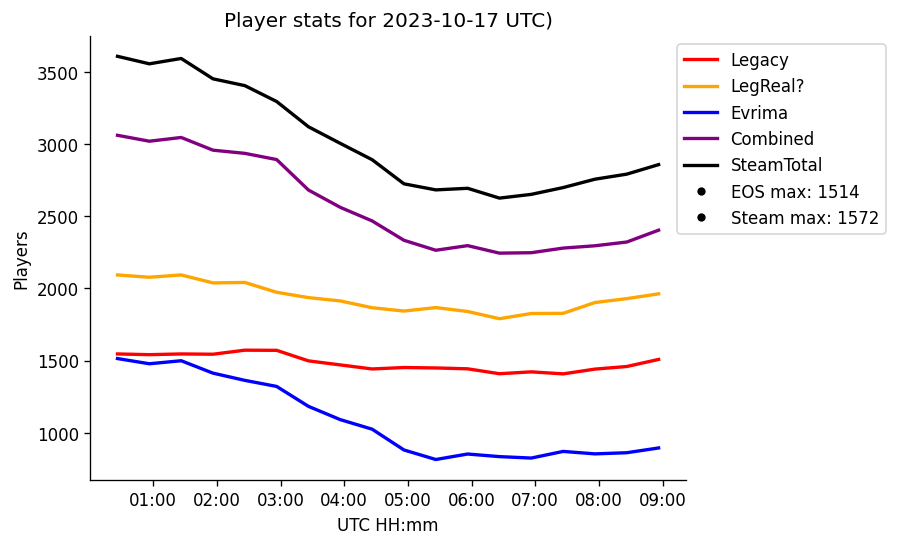 Player stats for 2023-10-17 UTC)
Legacy
LegReal?
Evrima
Combined
SteamTotal
EOS max: 1514
Steam max: 1572
Players
3500
3000
2500
2000
1500
1000
01:00 02:00 03:00 04:00 05:00 06:00 07:00 08:00 09:00
UTC HH:mm